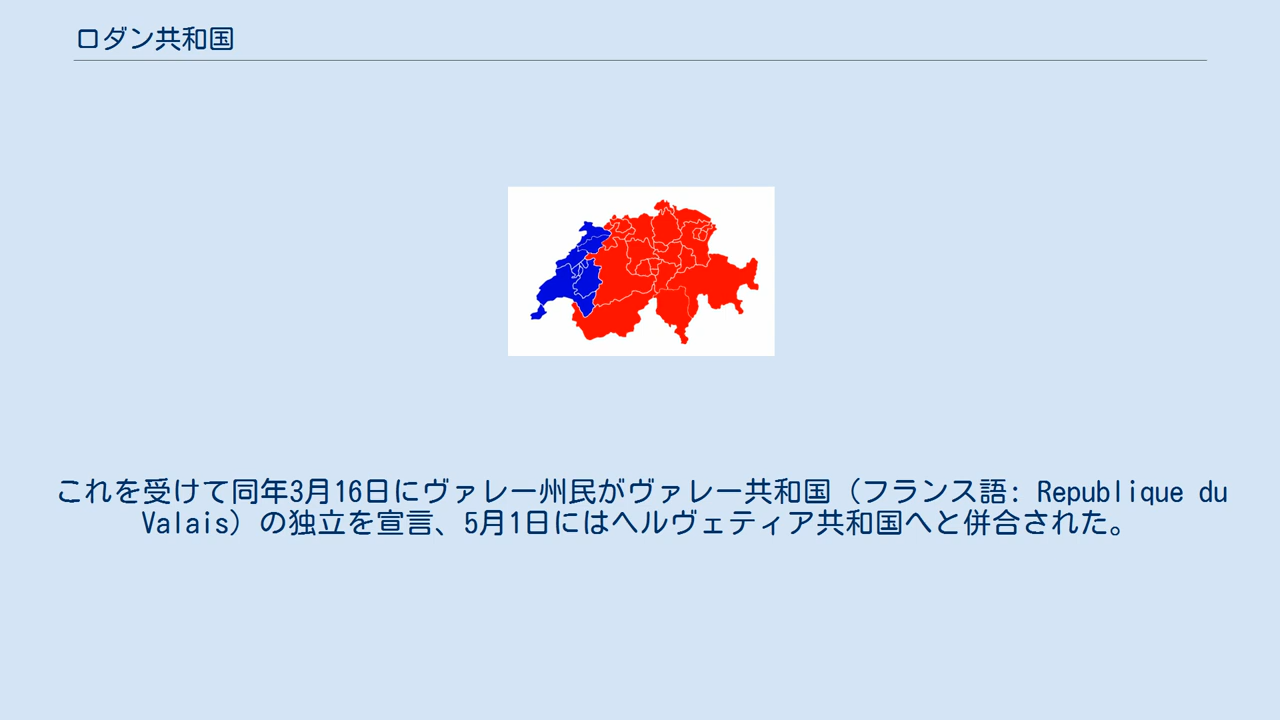 ロダン共和国
これを受けて同年3月16日にヴァレー州民がヴァレー共和国（フランス語: Republique du
Valais）の独立を宣言、5月1日にはヘルヴェティア共和国へと併合された。